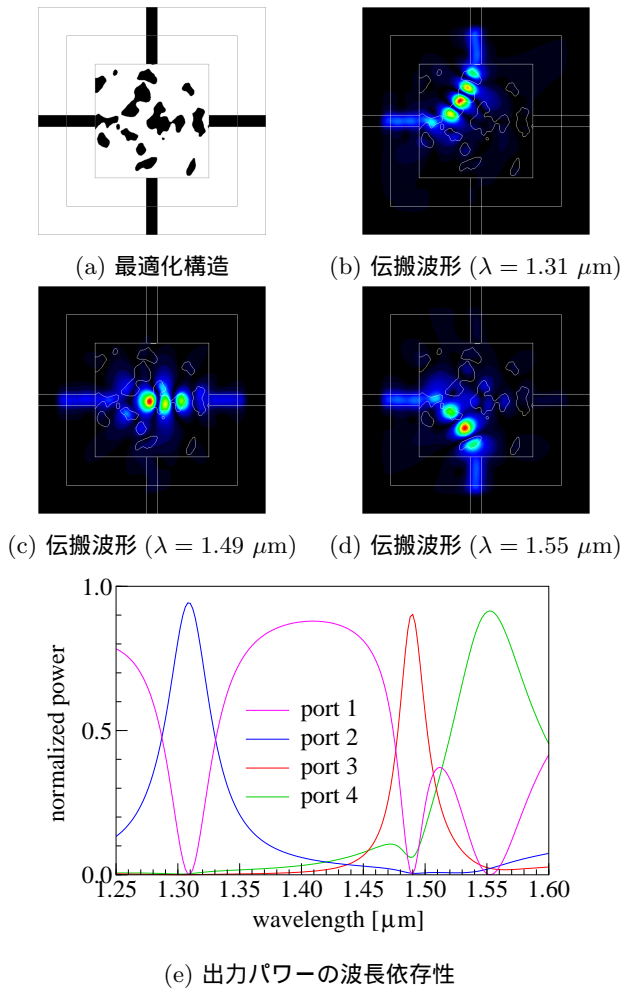 (a) 最適化構造
(b) 伝搬波形 (λ = 1.31 μm)
(c) 伝搬波形 (λ = 1.49 μm)
(d) 伝搬波形 (λ = 1.55 μm)
1.0
0.5
0.0
normalized power
port 1
port 2
port 3
port 4
1.25 1.30 1.35 1.40 1.45 1.50 1.55 1.60
wavelength [μm]
(e) 出力パワーの波長依存性